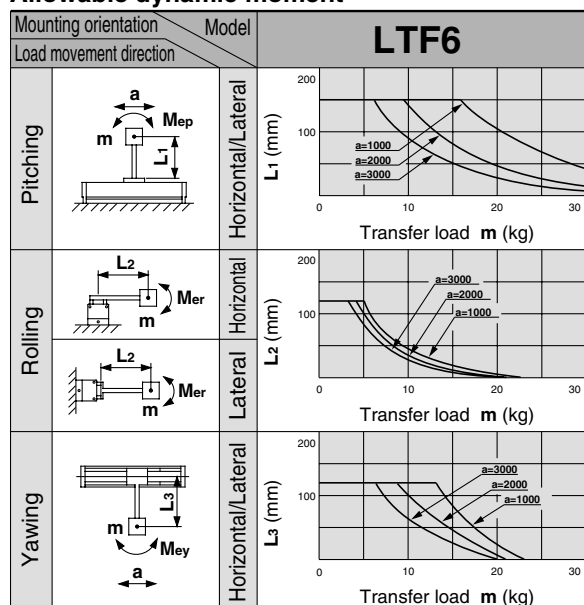 Allowable dynamic moment
Mounting orientation
Model
Load movement direction
LTF6
Pitching
a
Mep
m
L1
Horizontal/Lateral
L1 (mm)
200
100
a=1000
a=2000
a=3000
0
10
20
30
Transfer load m (kg)
Rolling
L2
Mer
m
Horizontal
L2
Mer
m
Lateral
L2 (mm)
200
100
a=3000
a=2000
a=1000
0
10
20
30
Transfer load m (kg)
Yawing
L3
m
Mey
a
Horizontal/Lateral
L3 (mm)
200
100
a=3000
a=2000
a=1000
0
10
20
30
Transfer load m (kg)